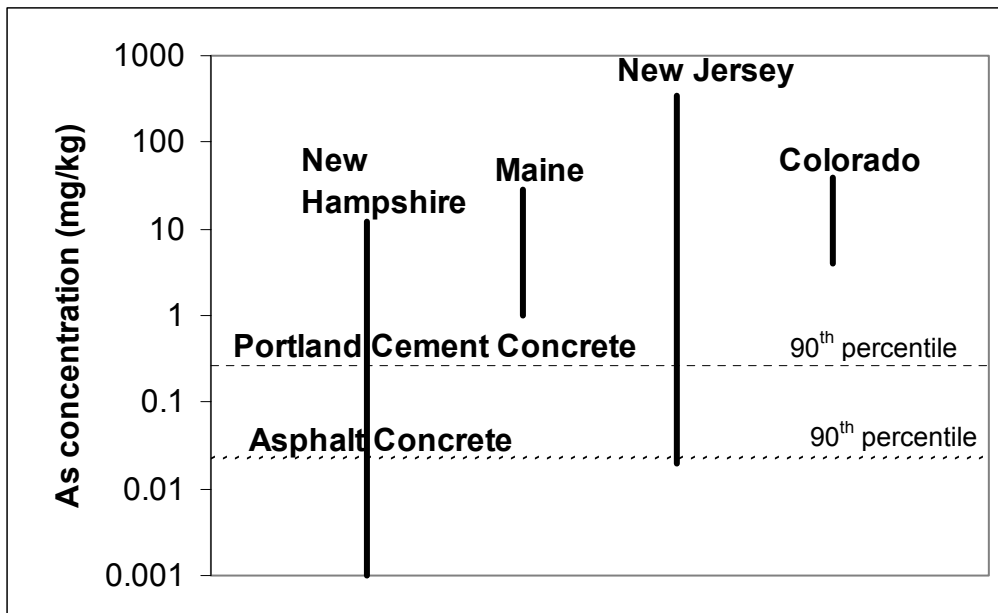 As concentration (mg/kg)
1000
100
10
1
0.1
0.01
0.001
New Jersey
New
Hampshire
Maine
Colorado
Portland Cement Concrete
90th percentile
Asphalt Concrete
90th percentile